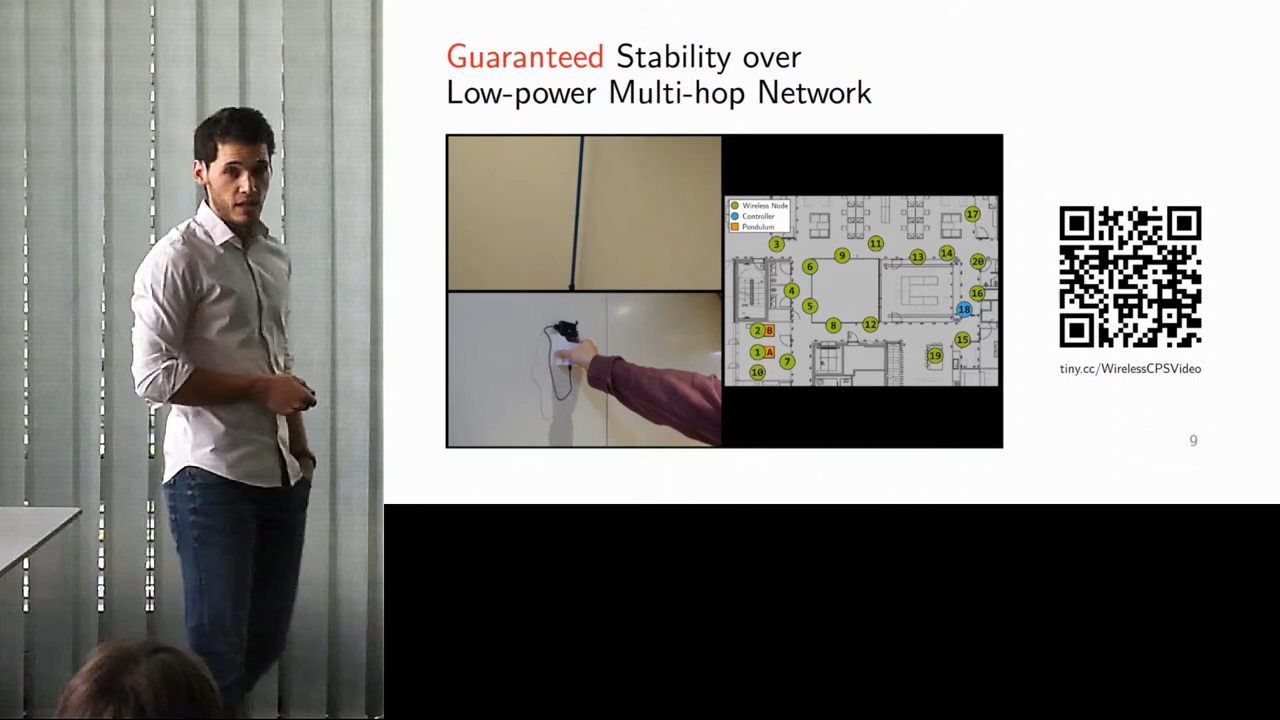 Guaranteed Stability over
Low-power Multi-hop Network
Wireless Node
Controller
Pendulum
17
3
11
9
13
14
6
20
4
16
5
18
8
12
2 B
15
1 A
7
19
10
tiny.cc/WirelessCPSVideo
9